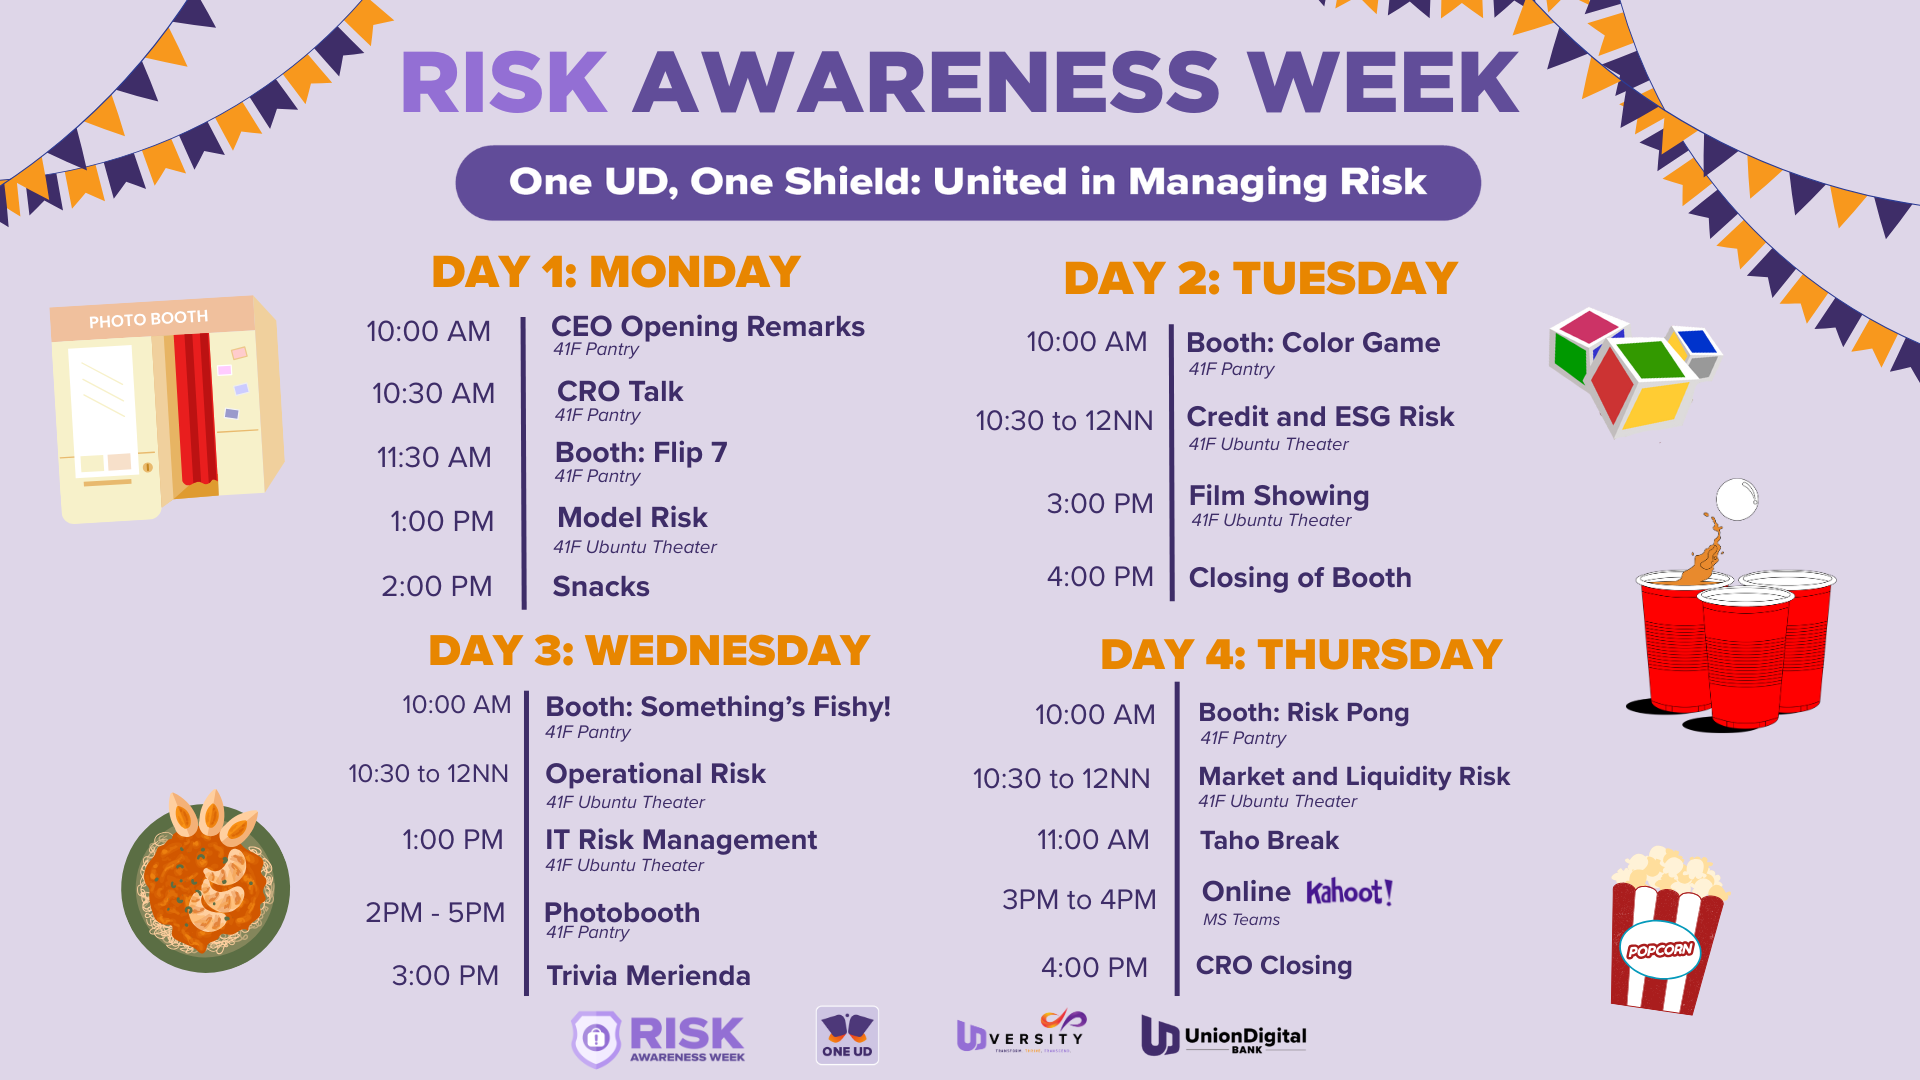 RISK AWARENESS WEEK
One UD, One Shield: United in Managing Risk
PHOTO BOOTH
DAY 1: MONDAY
10:00 AM
CEO Opening Remarks
41F Pantry
10:30 AM
CRO Talk
41F Pantry
11:30 AM
Booth: Flip 7
41F Pantry
1:00 PM
Model Risk
41F Ubuntu Theater
2:00 PM
Snacks
DAY 2: TUESDAY
10:00 AM
Booth: Color Game
41F Pantry
10:30 to 12NN
Credit and ESG Risk
41F Ubuntu Theater
3:00 PM
Film Showing
41F Ubuntu Theater
4:00 PM
Closing of Booth
DAY 3: WEDNESDAY
10:00 AM
Booth: Something's Fishy!
41F Pantry
10:30 to 12NN
Operational Risk
41F Ubuntu Theater
1:00 PM
IT Risk Management
41F Ubuntu Theater
2PM - 5PM
Photobooth
41F Pantry
3:00 PM
Trivia Merienda
DAY 4: THURSDAY
10:00 AM
Booth: Risk Pong
41F Pantry
10:30 to 12NN
Market and Liquidity Risk
41F Ubuntu Theater
11:00 AM
Taho Break
3PM to 4PM
Online Kahoot!
MS Teams
4:00 PM
CRO Closing
POPCORN
RISK
AWARENESS WEEK
ONE UD
UDVERSITY
UnionDigital
BANK